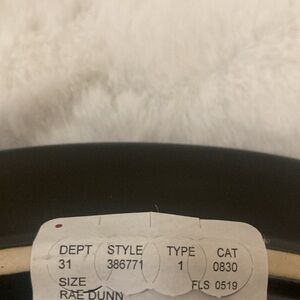 DEPT STYLE TYPE CAT
31 386771 1 0830
SIZE FLS 0519
RAE DUNN